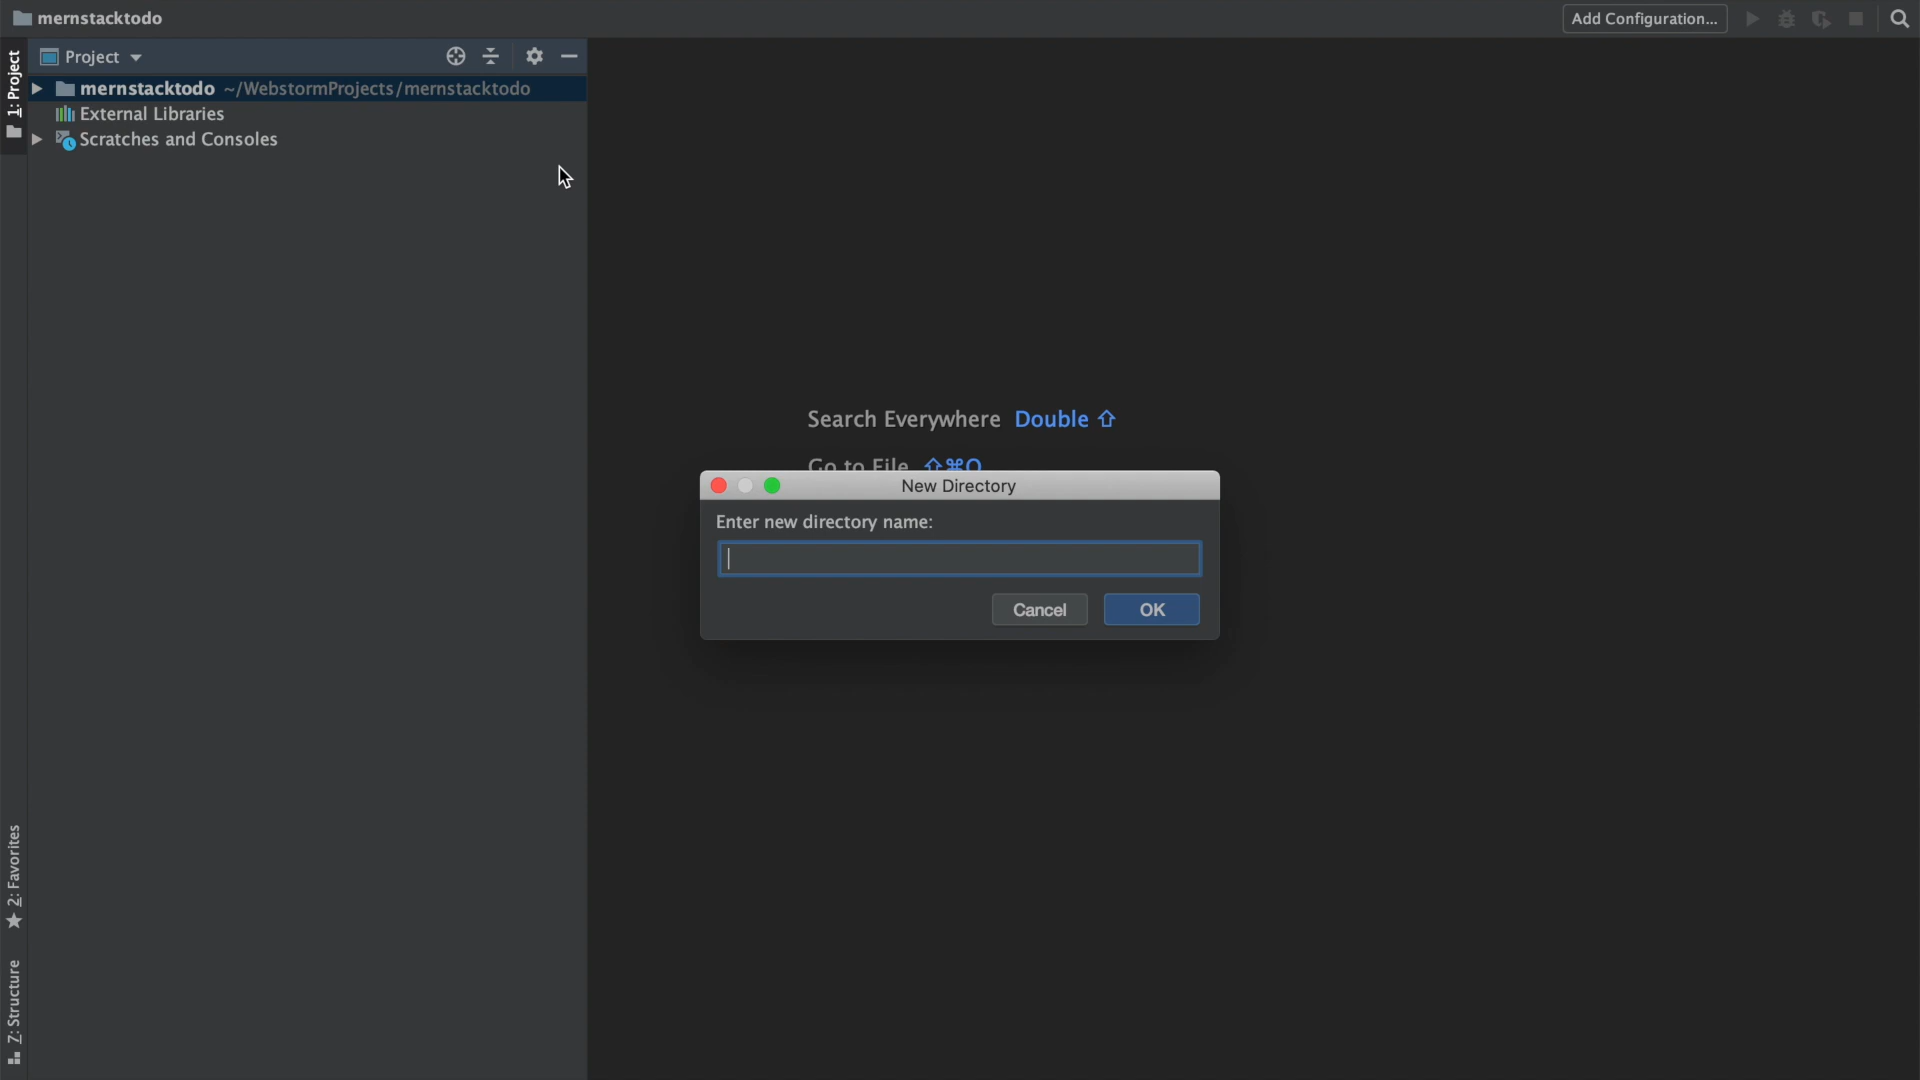 mernstacktodo
Add Configuration...
Project
1: Project
mernstacktodo ~/WebstormProjects/mernstacktodo
External Libraries
Scratches and Consoles
Search Everywhere Double ⇧
Go to File ⇧⌘O
New Directory
Enter new directory name:
Cancel
OK
2: Favorites
Z: Structure